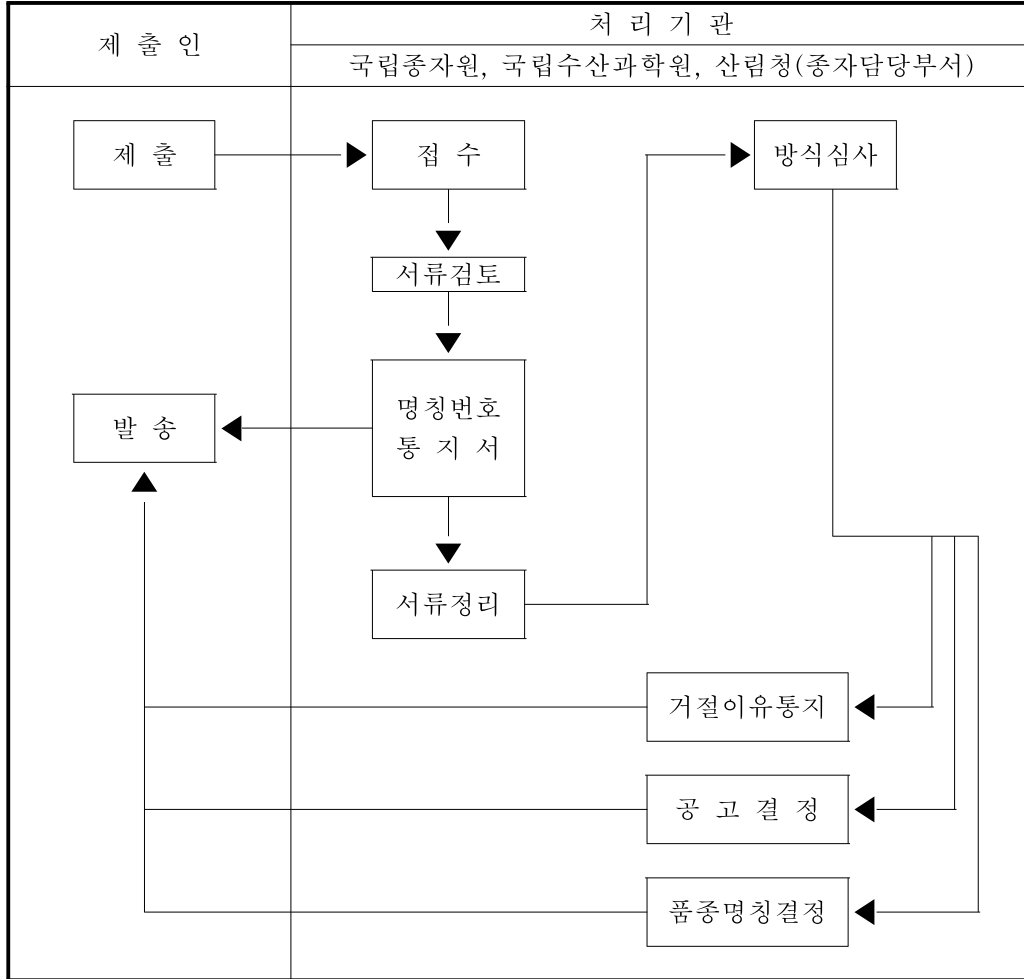 제 출 인
처 리 기 관
국립종자원, 국립수산과학원, 산림청(종자담당부서)
제 출
접 수
방식심사
서류검토
명칭번호
통 지 서
발 송
서류정리
거절이유통지
공 고 결 정
품종명칭결정